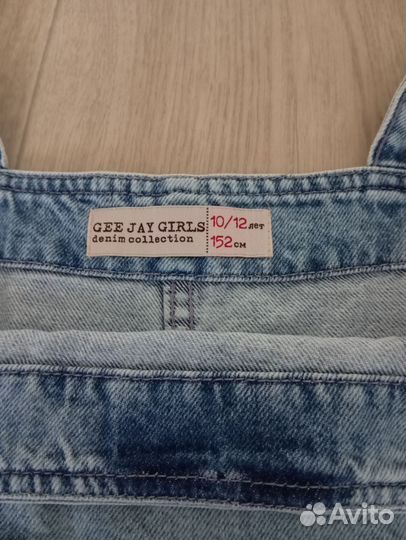 GEE JAY GIRLS
denim collection
10/12 лет
152 см
Avito